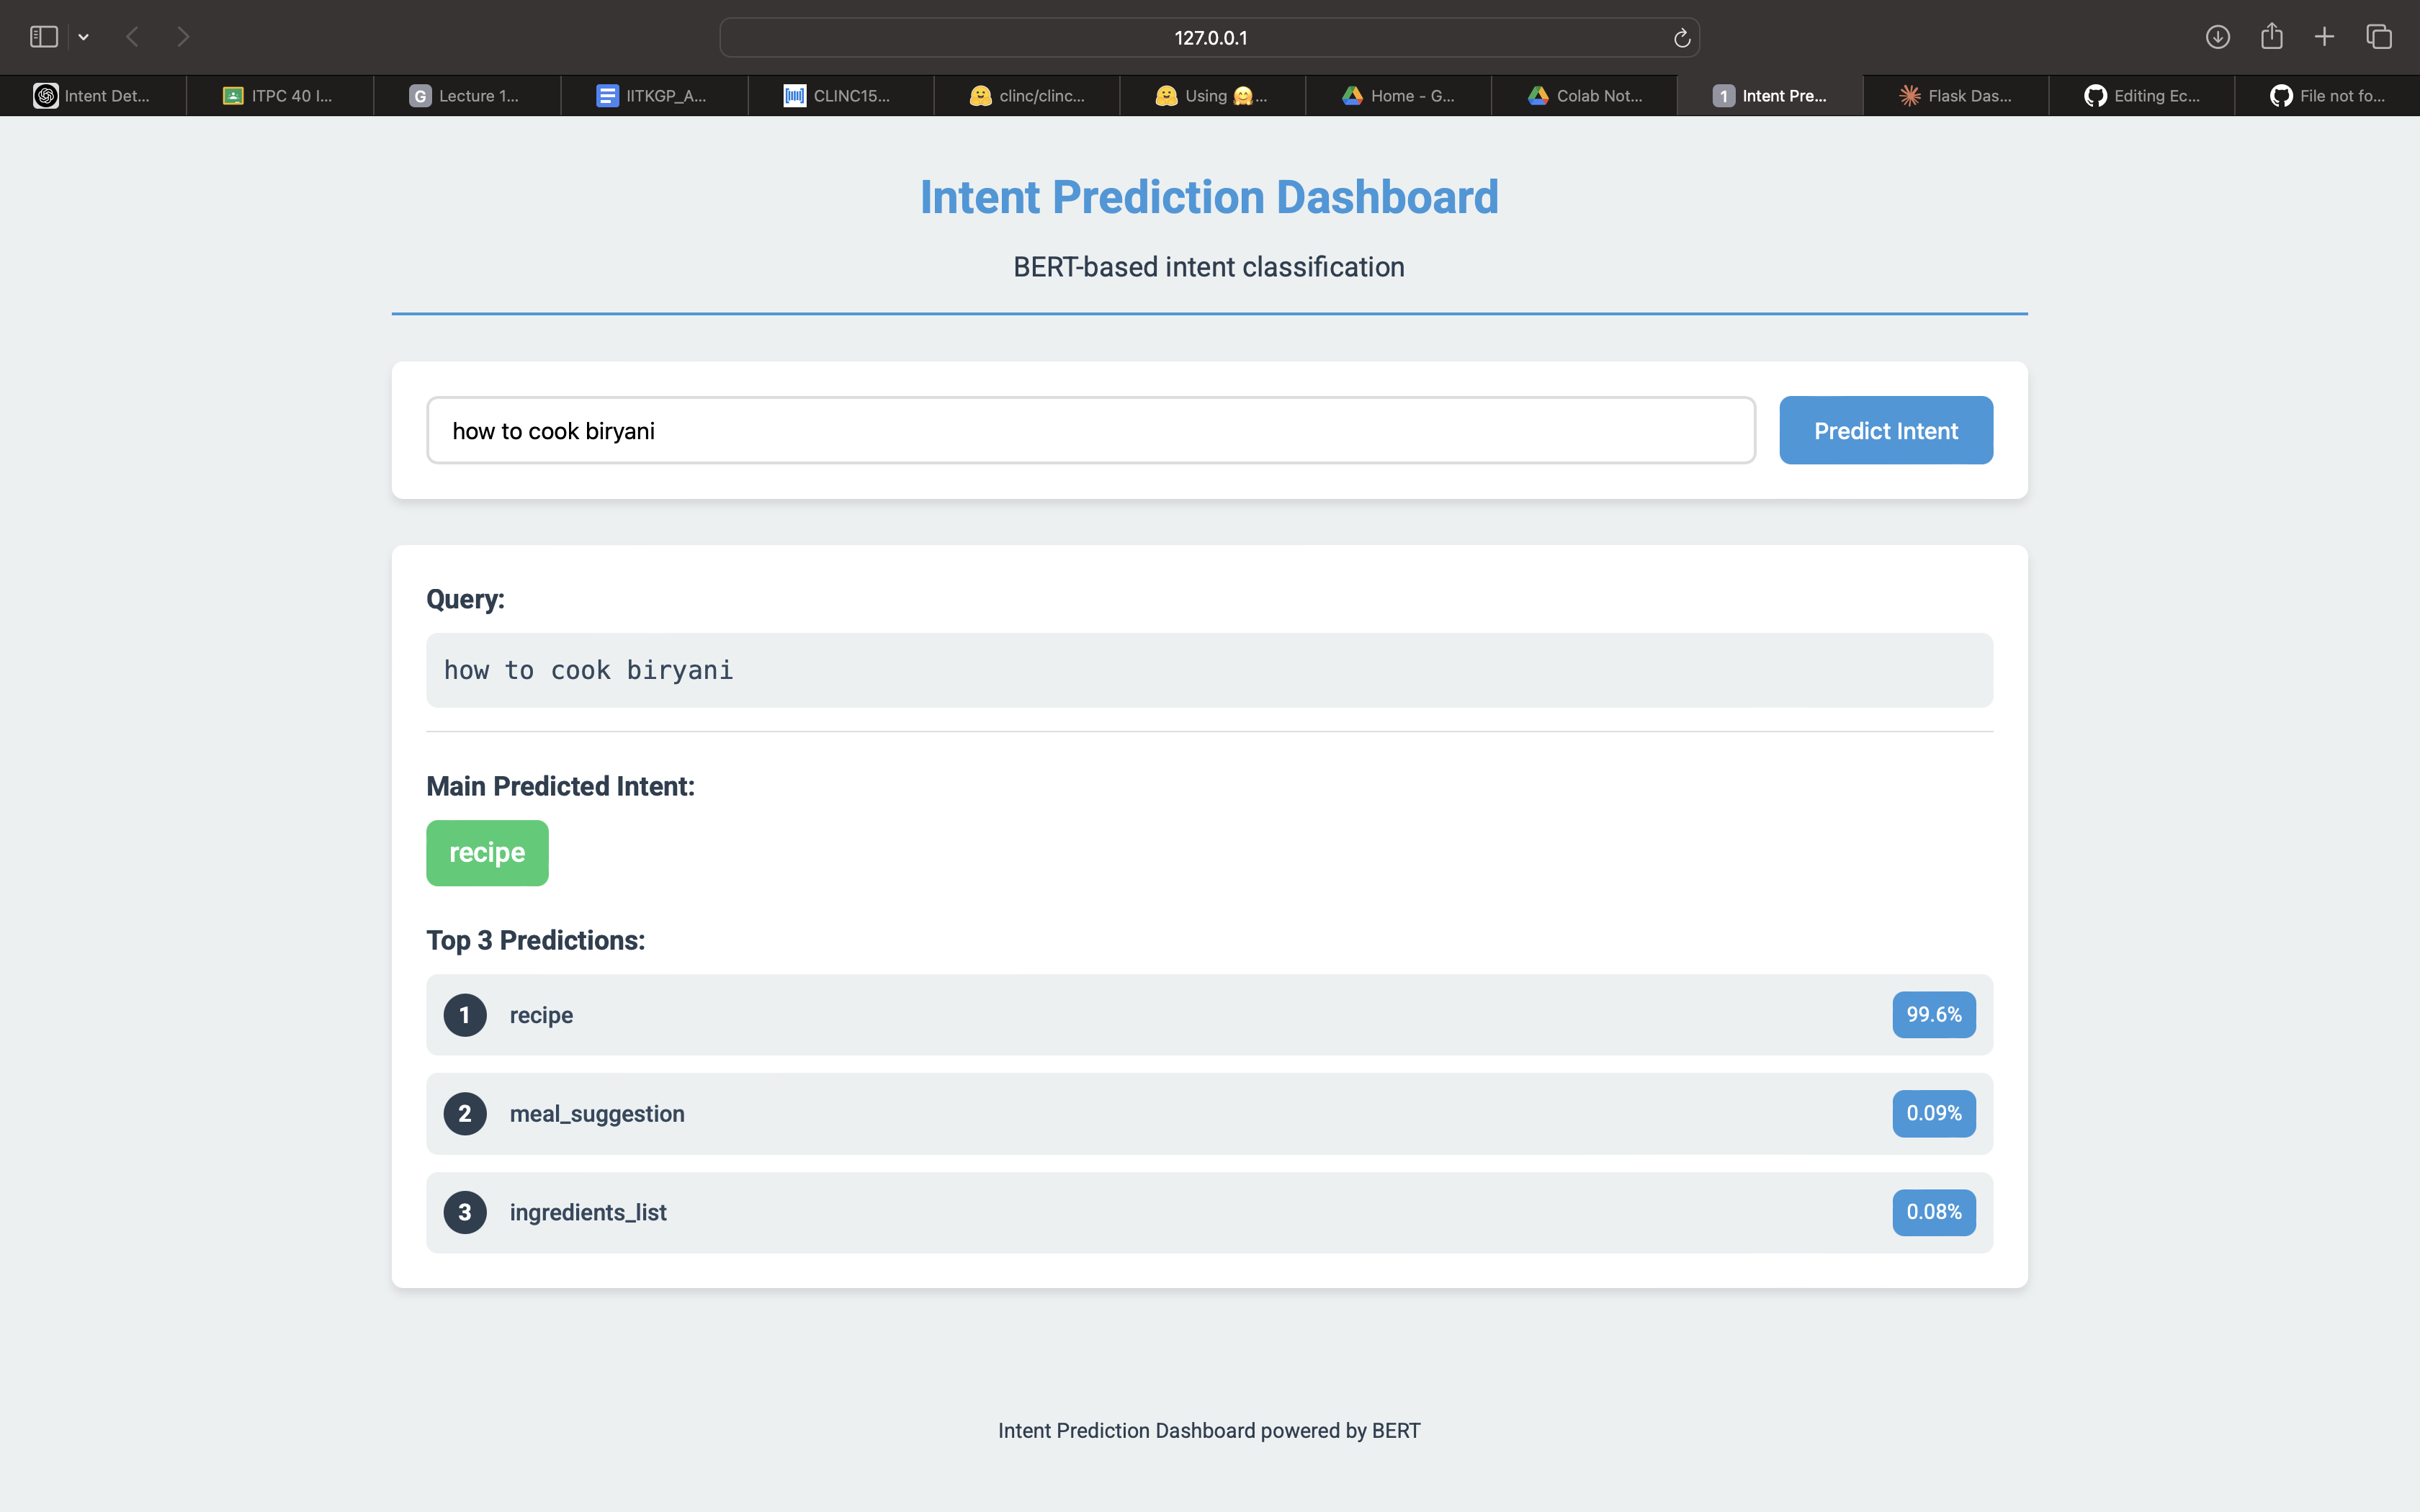 127.0.0.1
Intent Det...
ITPC 40 I...
G Lecture 1...
IITKGP_A...
CLINC15...
clinc/clinc...
Using 🤗...
Home - G...
Colab Not...
1 Intent Pre...
Flask Das...
Editing Ec...
File not fo...
Intent Prediction Dashboard
BERT-based intent classification
how to cook biryani
Predict Intent
Query:
how to cook biryani
Main Predicted Intent:
recipe
Top 3 Predictions:
1 recipe 99.6%
2 meal_suggestion 0.09%
3 ingredients_list 0.08%
Intent Prediction Dashboard powered by BERT